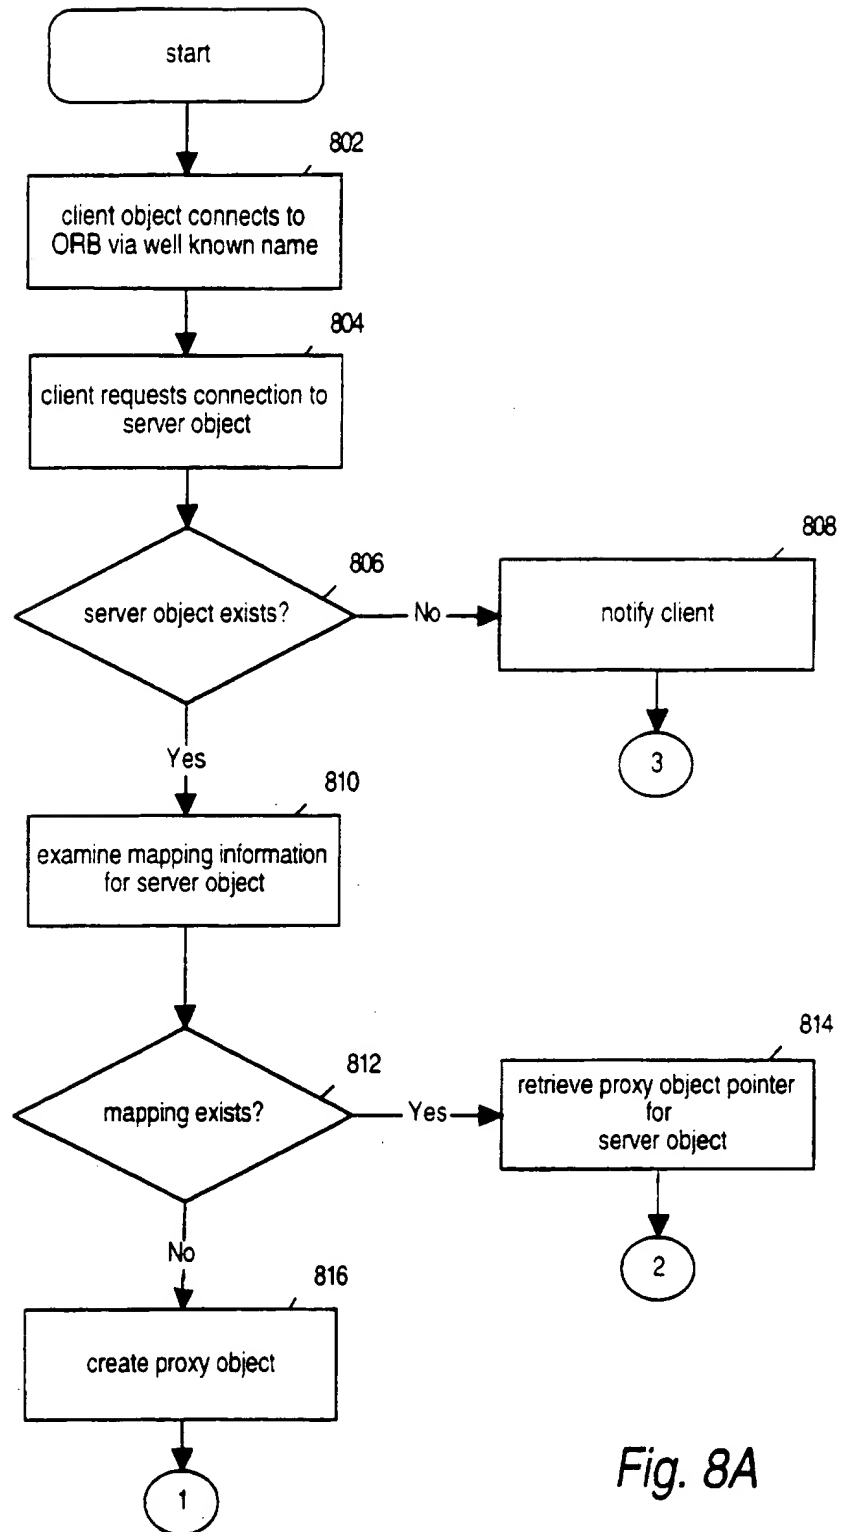 start
802
client object connects to
ORB via well known name
804
client requests connection to
server object
806
server object exists?
No
808
notify client
3
Yes
810
examine mapping information
for server object
812
mapping exists?
Yes
814
retrieve proxy object pointer
for
server object
2
No
816
create proxy object
1
Fig. 8A